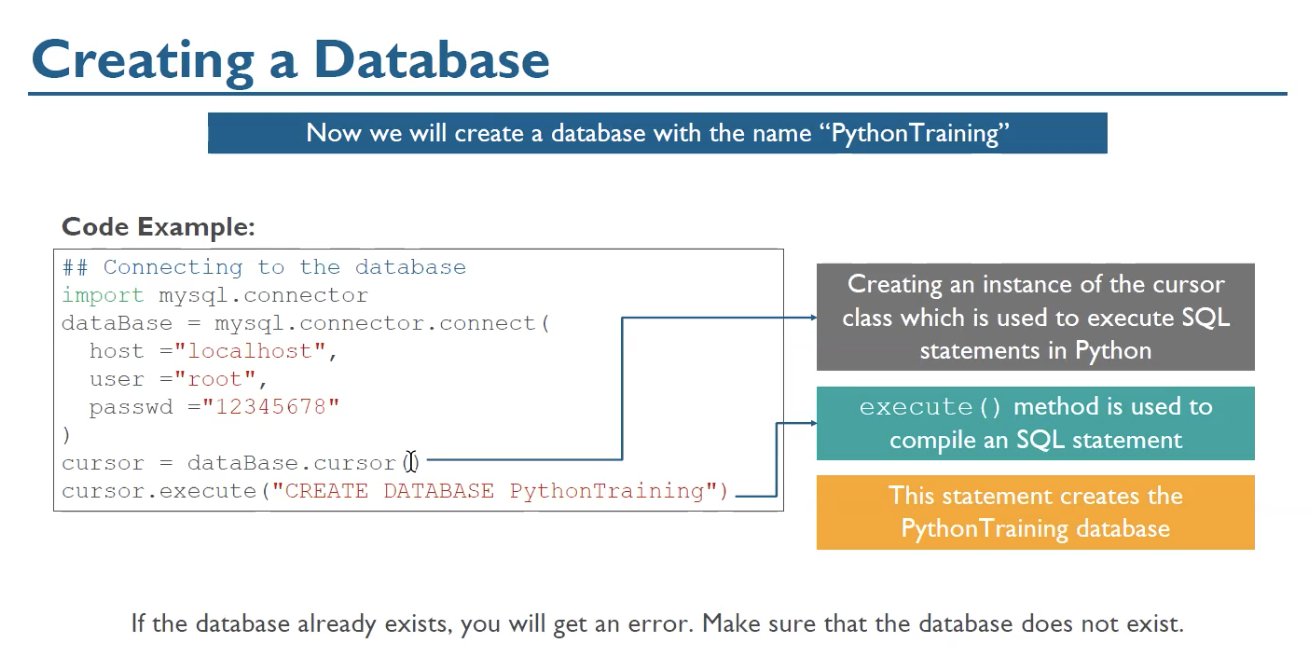 Creating a Database
Now we will create a database with the name “PythonTraining”
Code Example:
## Connecting to the database
import mysql.connector
dataBase = mysql.connector.connect(
  host ="localhost",
  user ="root",
  passwd ="12345678"
)
cursor = dataBase.cursor()
cursor.execute("CREATE DATABASE PythonTraining")
Creating an instance of the cursor
class which is used to execute SQL
statements in Python
execute() method is used to
compile an SQL statement
This statement creates the
PythonTraining database
If the database already exists, you will get an error. Make sure that the database does not exist.